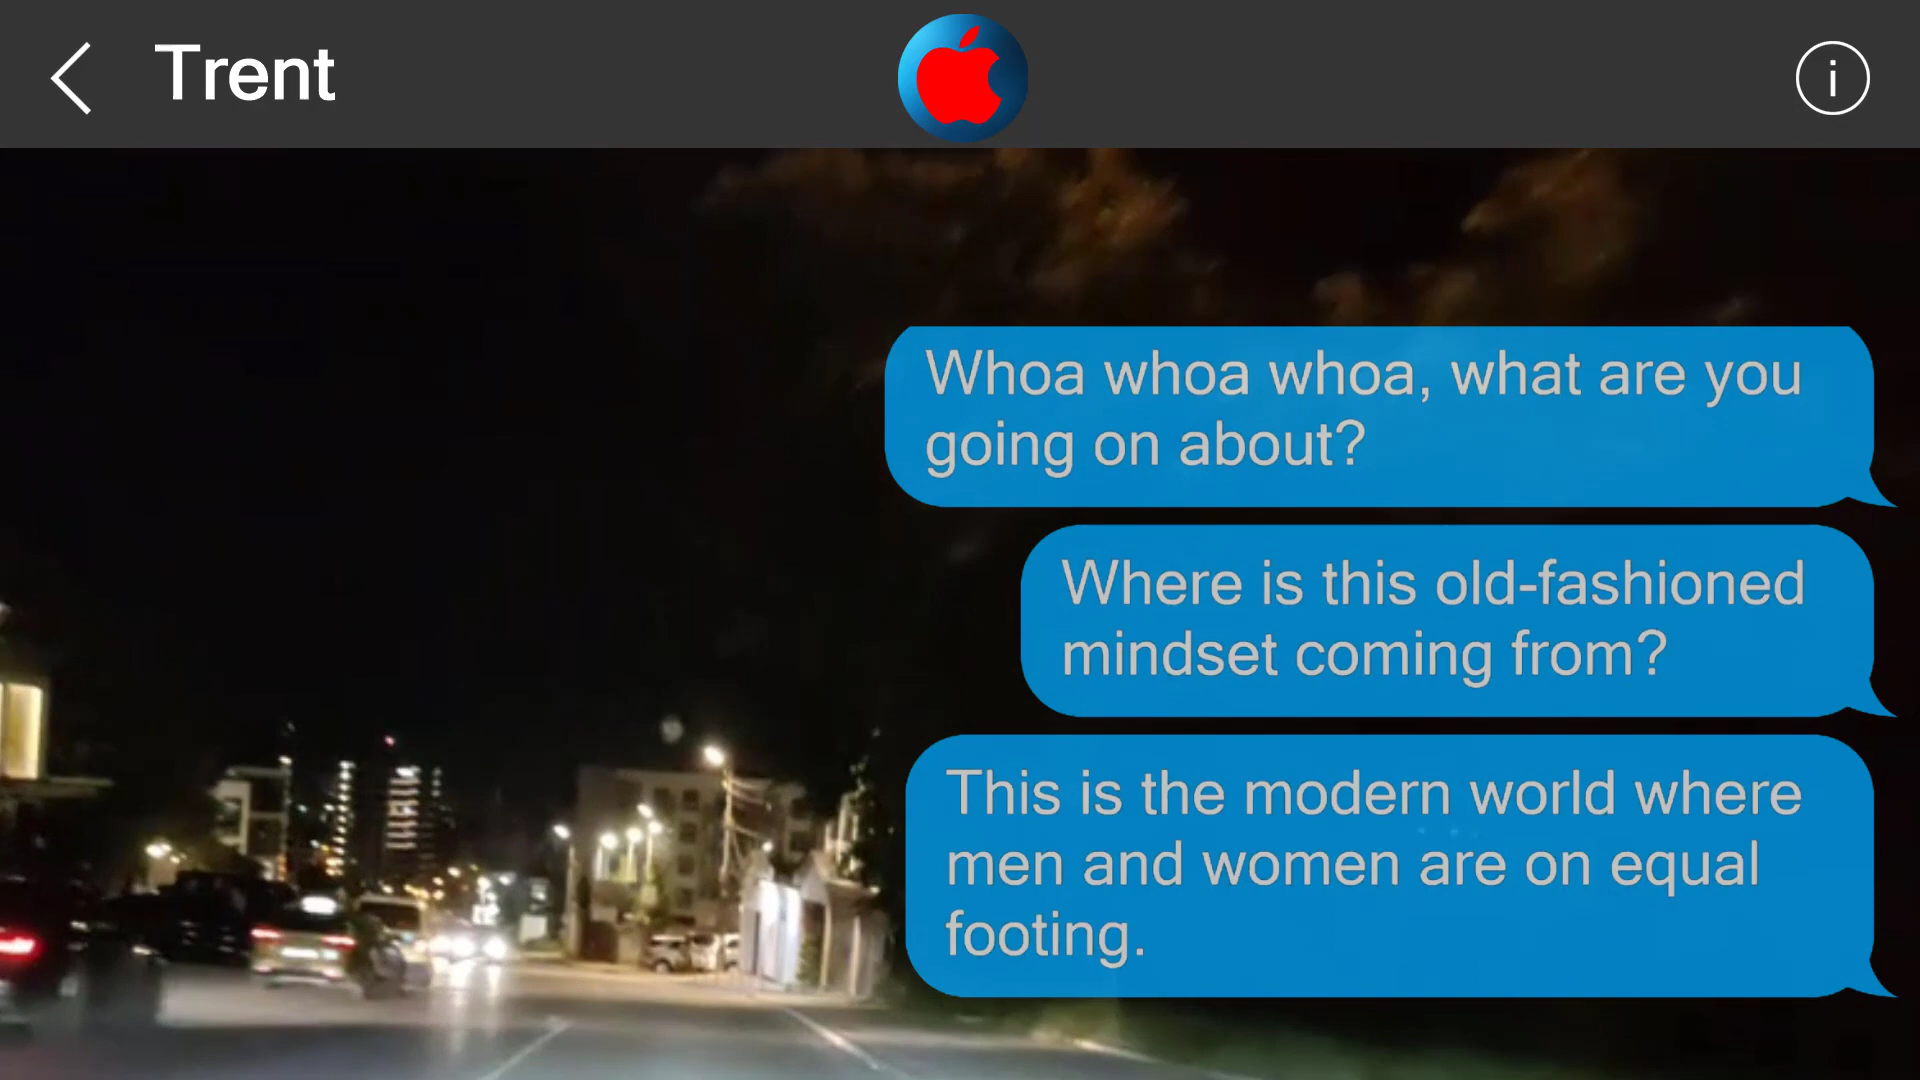 Trent
Whoa whoa whoa, what are you
going on about?
Where is this old-fashioned
mindset coming from?
This is the modern world where
men and women are on equal
footing.